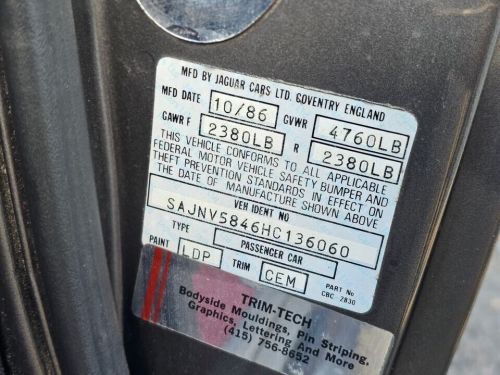 MFD BY JAGUAR CARS LTD. COVENTRY ENGLAND
MFD DATE 10/86 GVWR 4760LB
GAWR F 2380LB R 2380LB
THIS VEHICLE CONFORMS TO ALL APPLICABLE
FEDERAL MOTOR VEHICLE SAFETY BUMPER AND
THEFT PREVENTION STANDARDS IN EFFECT ON
THE DATE OF MANUFACTURE SHOWN ABOVE
VEH IDENT NO
SAJNV5846HC136060
TYPE PASSENGER CAR
PAINT LDP TRIM CEM PART No
CBC 2830
TRIM-TECH
Bodyside Mouldings, Pin Striping,
Graphics, Lettering And More
(415) 756-8652